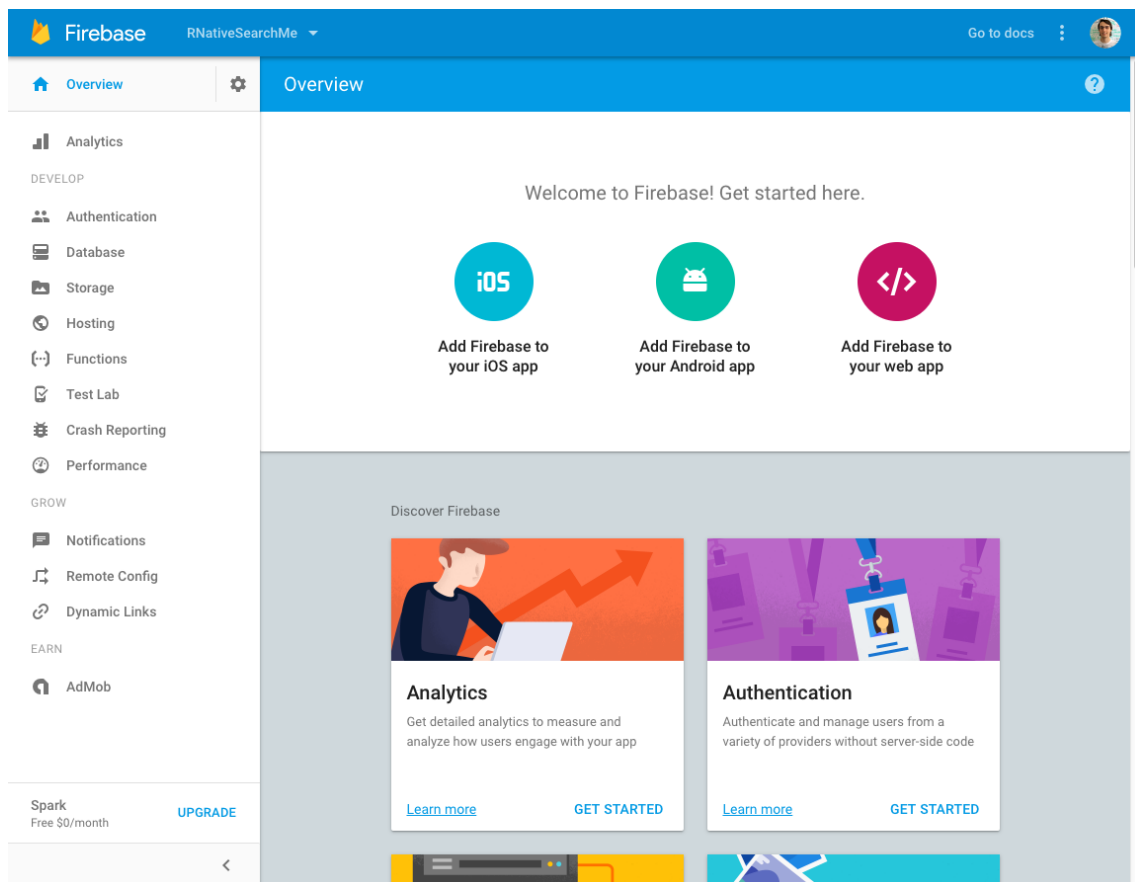 Firebase
RNativeSearchMe
Go to docs
Overview
Overview
Analytics
DEVELOP
Authentication
Database
Storage
Hosting
Functions
Test Lab
Crash Reporting
Performance
GROW
Notifications
Remote Config
Dynamic Links
EARN
AdMob
Spark
Free $0/month
UPGRADE
Welcome to Firebase! Get started here.
iOS
Add Firebase to
your iOS app
Add Firebase to
your Android app
</>
Add Firebase to
your web app
Discover Firebase
Analytics
Get detailed analytics to measure and
analyze how users engage with your app
Learn more
GET STARTED
Authentication
Authenticate and manage users from a
variety of providers without server-side code
Learn more
GET STARTED